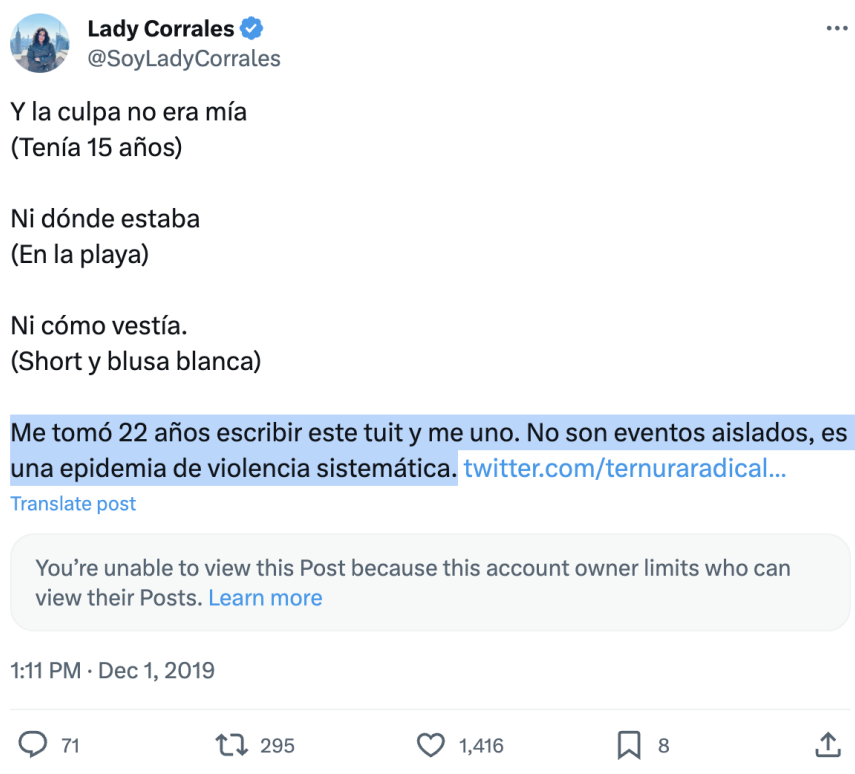 Lady Corrales
@SoyLadyCorrales
Y la culpa no era mía
(Tenía 15 años)
Ni dónde estaba
(En la playa)
Ni cómo vestía.
(Short y blusa blanca)
Me tomó 22 años escribir este tuit y me uno. No son eventos aislados, es
una epidemia de violencia sistemática. twitter.com/ternuraradical...
Translate post
You’re unable to view this Post because this account owner limits who can
view their Posts. Learn more
1:11 PM · Dec 1, 2019
71 295 1,416 8